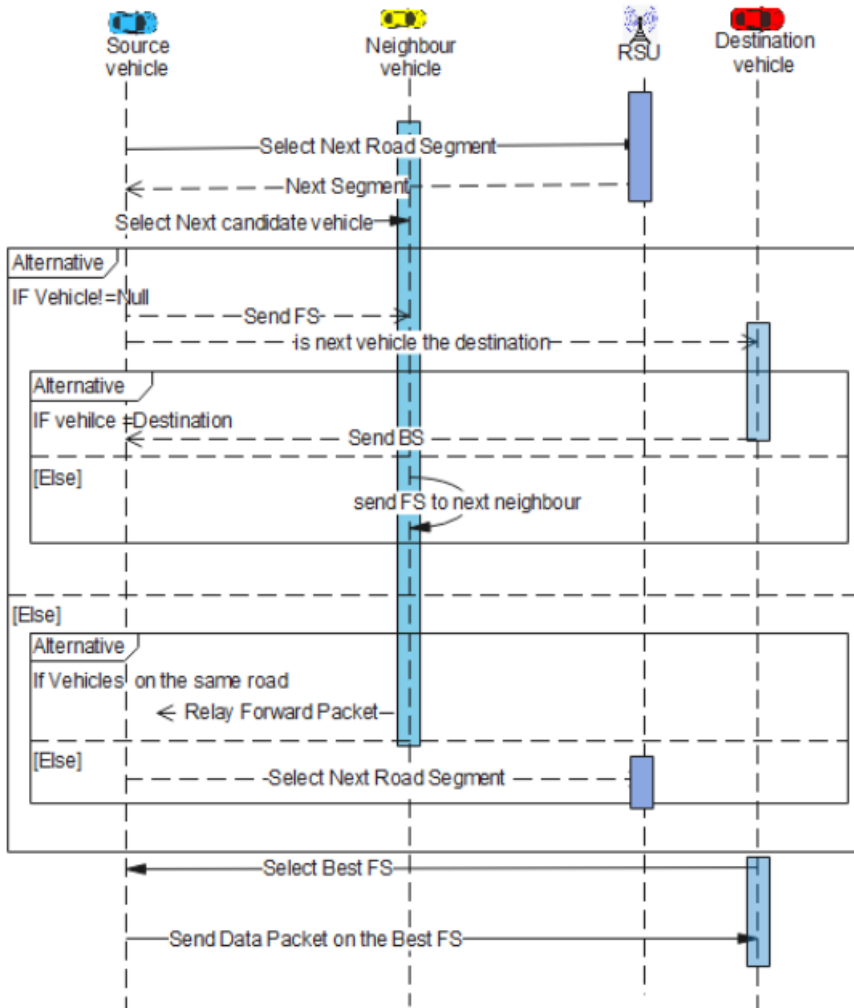 Source
vehicle
Neighbour
vehicle
RSU
Destination
vehicle
Select Next Road Segment
Next Segment
Select Next candidate vehicle
Alternative
IF Vehicle!=Null
Send FS
is next vehicle the destination
Alternative
IF vehilce =Destination
Send BS
[Else]
send FS to next neighbour
[Else]
Alternative
If Vehicles on the same road
Relay Forward Packet
[Else]
Select Next Road Segment
Select Best FS
Send Data Packet on the Best FS